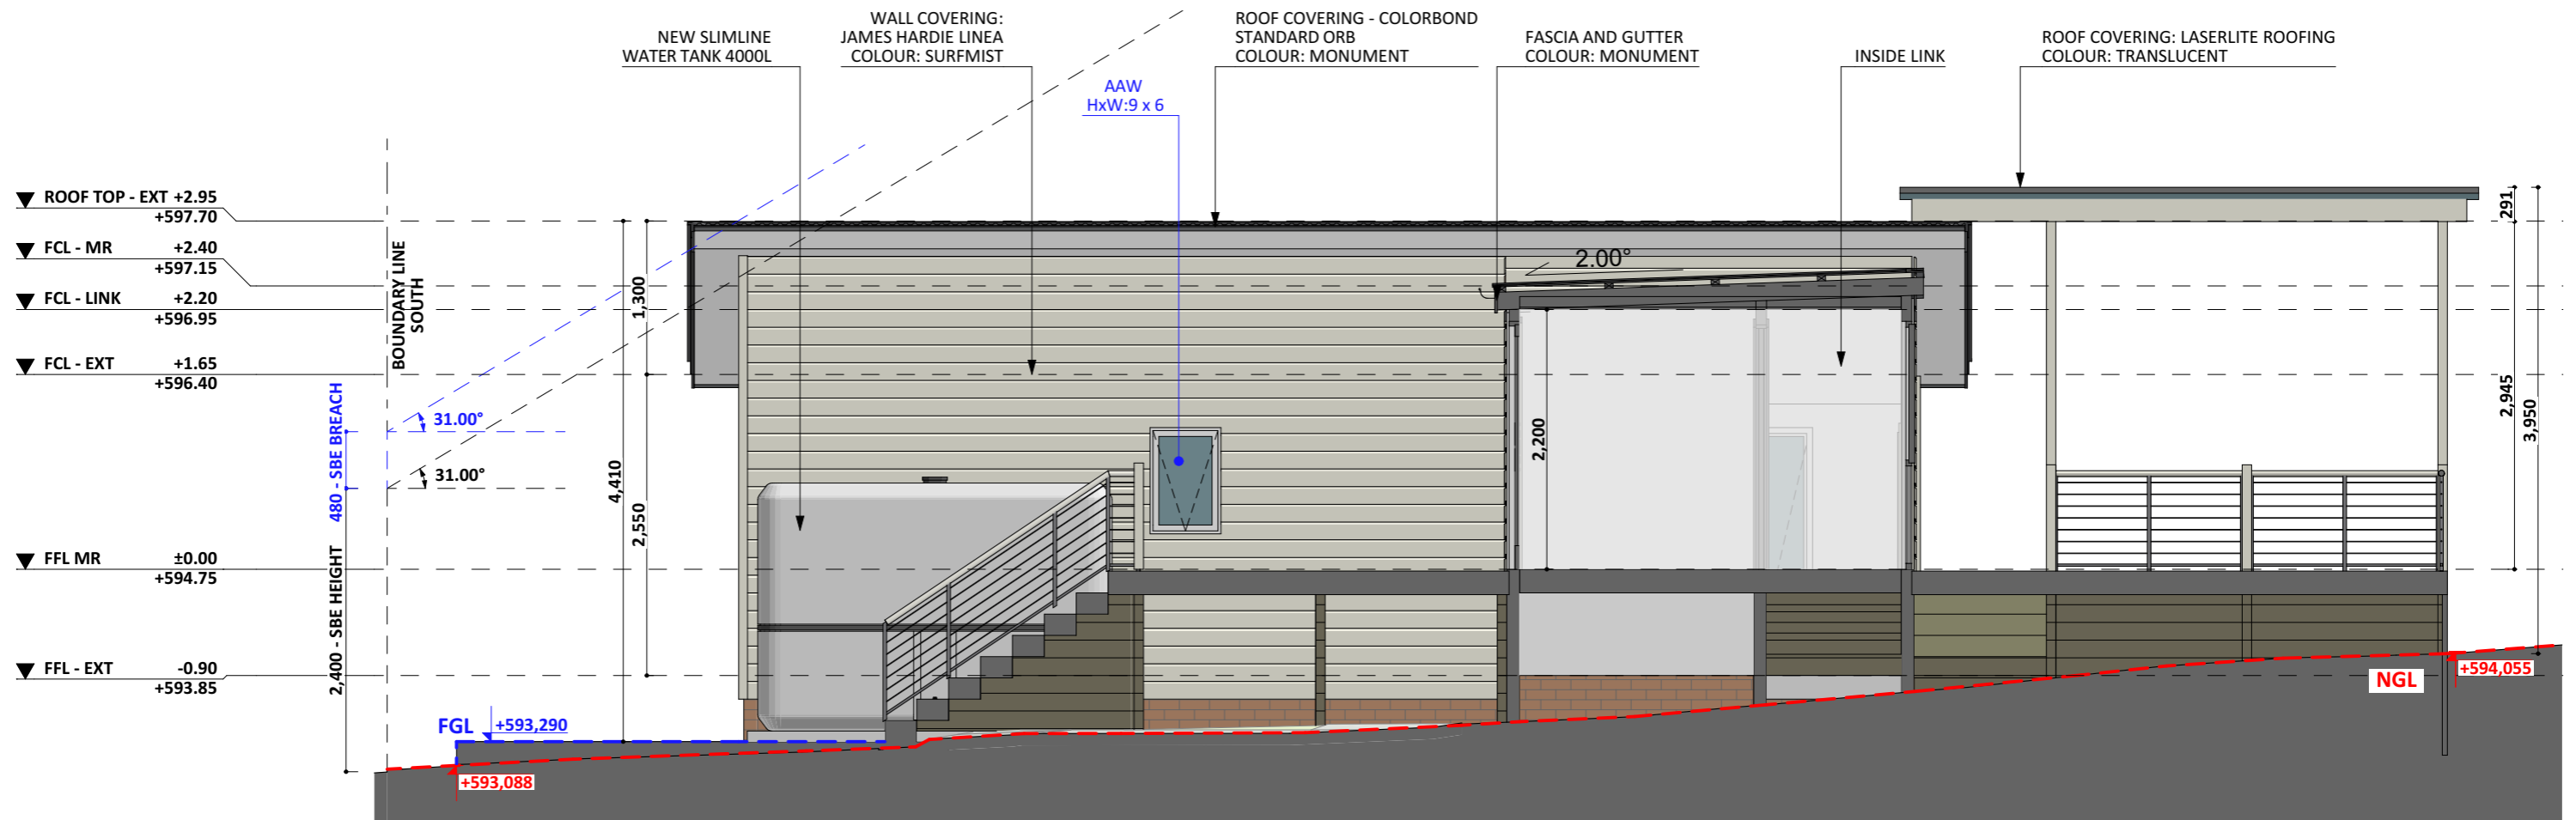 NEW SLIMLINE
WATER TANK 4000L
WALL COVERING:
JAMES HARDIE LINEA
COLOUR: SURFMIST
ROOF COVERING - COLORBOND
STANDARD ORB
COLOUR: MONUMENT
FASCIA AND GUTTER
COLOUR: MONUMENT
INSIDE LINK
ROOF COVERING: LASERLITE ROOFING
COLOUR: TRANSLUCENT
AAW
HxW:9 x 6
ROOF TOP - EXT +2.95
+597.70
FCL - MR +2.40
+597.15
FCL - LINK +2.20
+596.95
FCL - EXT +1.65
+596.40
FFL MR ±0.00
+594.75
FFL - EXT -0.90
+593.85
BOUNDARY LINE
SOUTH
480 - SBE BREACH
2,400 - SBE HEIGHT
31.00°
31.00°
4,410
1,300
2,550
2.00°
2,200
291
2,945
3,950
FGL +593,290
+593,088
NGL
+594,055